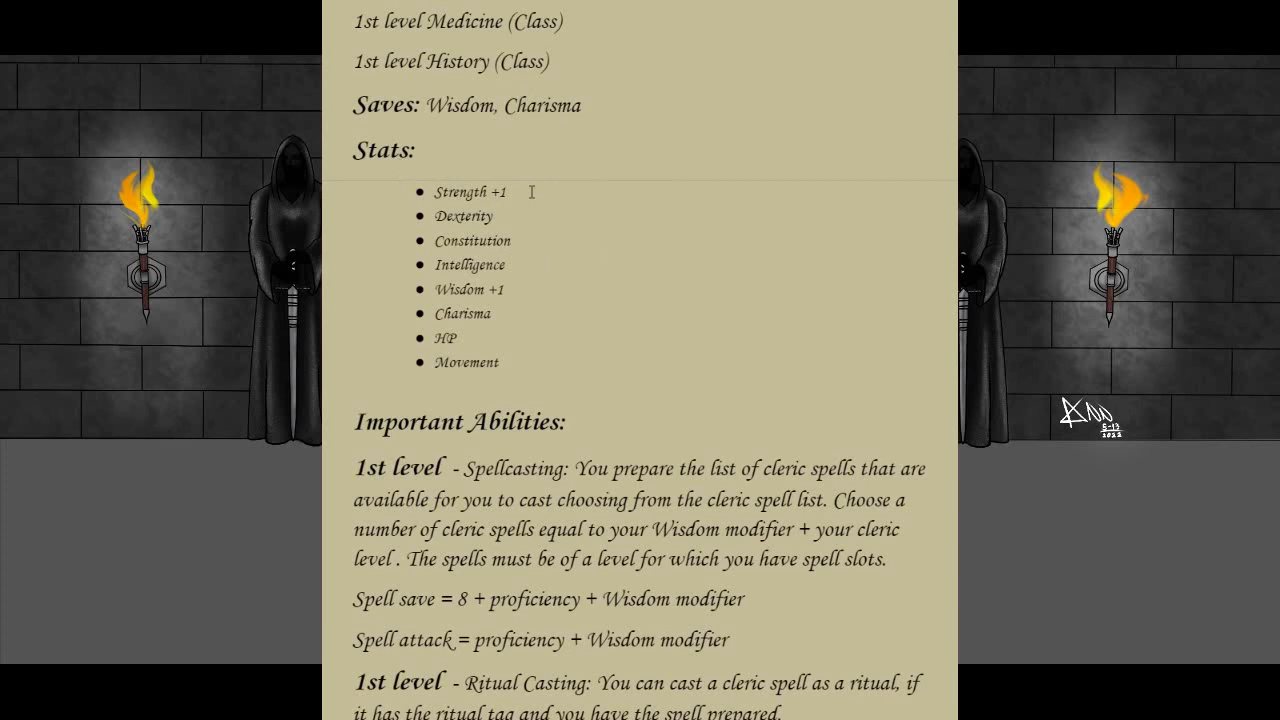 1st level Medicine (Class)
1st level History (Class)
Saves: Wisdom, Charisma
Stats:
● Strength +1
● Dexterity
● Constitution
● Intelligence
● Wisdom +1
● Charisma
● HP
● Movement
Important Abilities:
1st level - Spellcasting: You prepare the list of cleric spells that are
available for you to cast choosing from the cleric spell list. Choose a
number of cleric spells equal to your Wisdom modifier + your cleric
level . The spells must be of a level for which you have spell slots.
Spell save = 8 + proficiency + Wisdom modifier
Spell attack = proficiency + Wisdom modifier
1st level - Ritual Casting: You can cast a cleric spell as a ritual, if
it has the ritual tag and you have the spell prepared.
5-13
2022